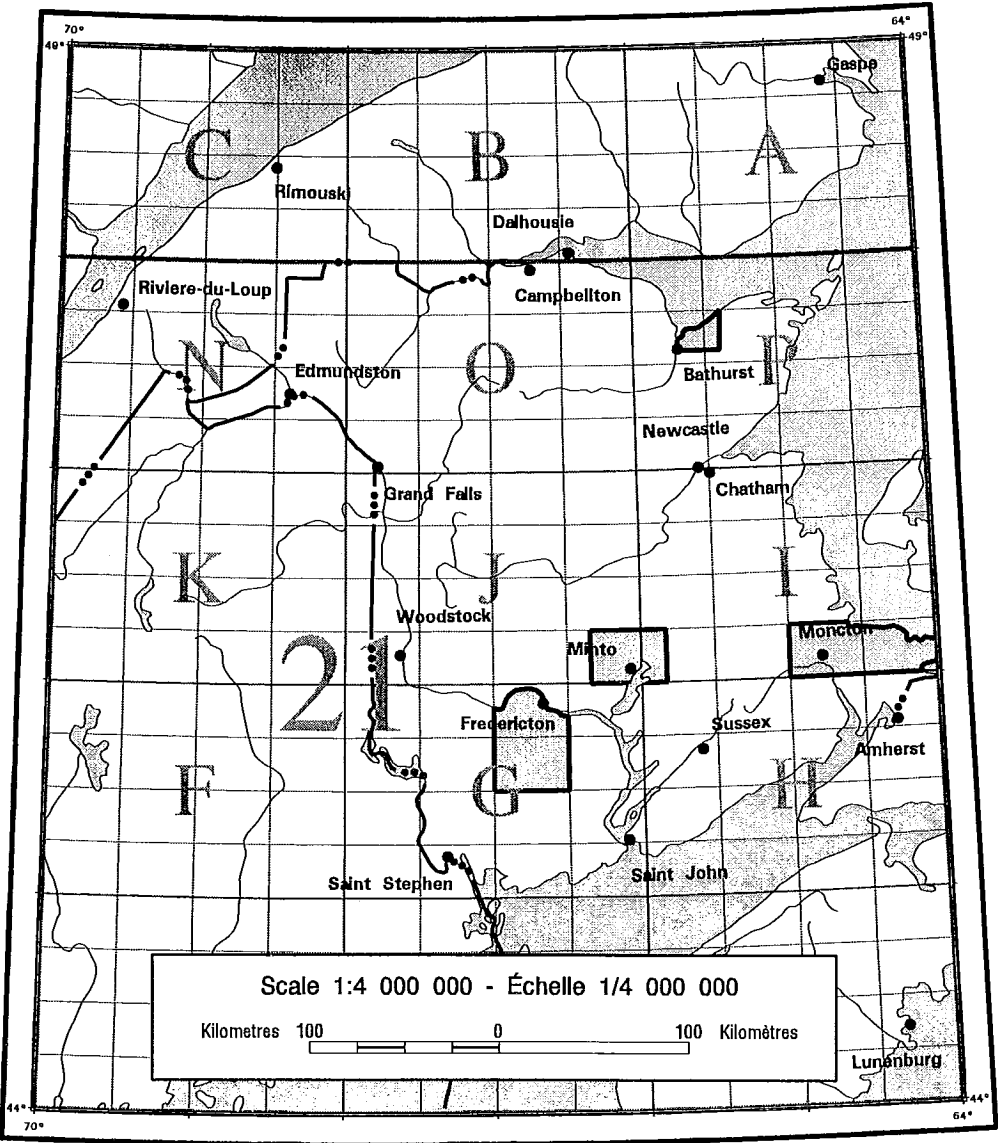 70° 64°
49° 49°
Gaspe
C B A
Rimouski
Dalhousie
Riviere-du-Loup
Campbellton
N Edmundston O Bathurst P
Newcastle
Grand Falls Chatham
K J I
Woodstock
Minto Moncton
21
Fredericton Sussex
Amherst
F G H
Saint Stephen Saint John
Scale 1:4 000 000 - Échelle 1/4 000 000
Kilometres 100 0 100 Kilomètres
Lunenburg
44° 44°
70° 64°